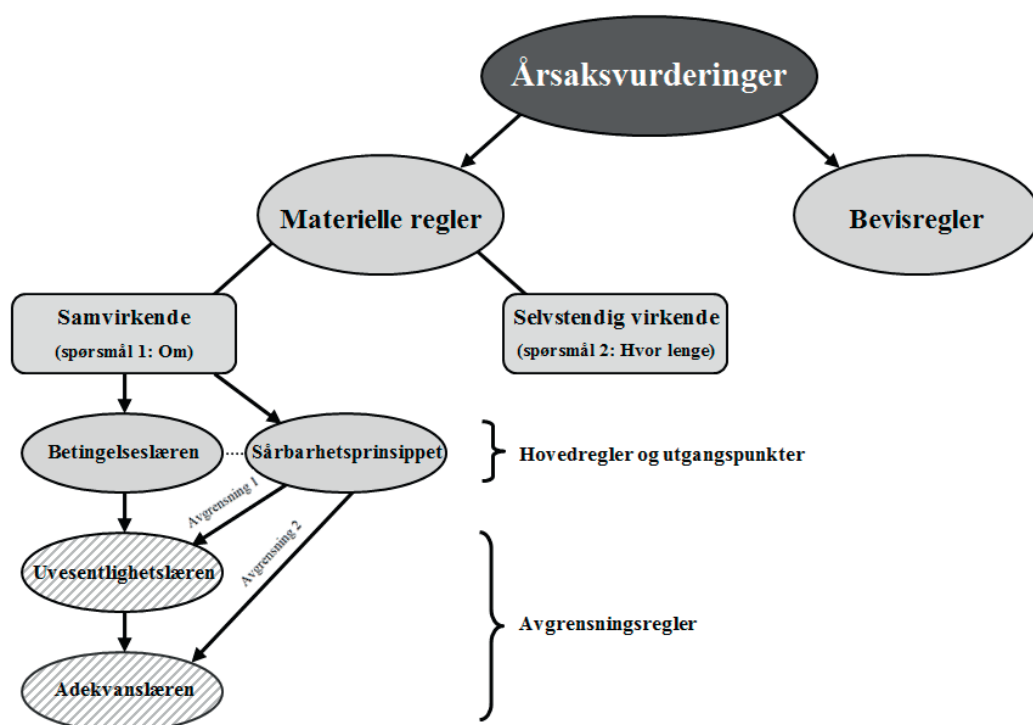 Årsaksvurderinger
Materielle regler
Bevisregler
Samvirkende
(spørsmål 1: Om)
Selvstendig virkende
(spørsmål 2: Hvor lenge)
Betingelseslæren
Sårbarhetsprinsippet
Hovedregler og utgangspunkter
Avgrensning 1
Avgrensning 2
Uvesentlighetslæren
Avgrensningsregler
Adekvanslæren